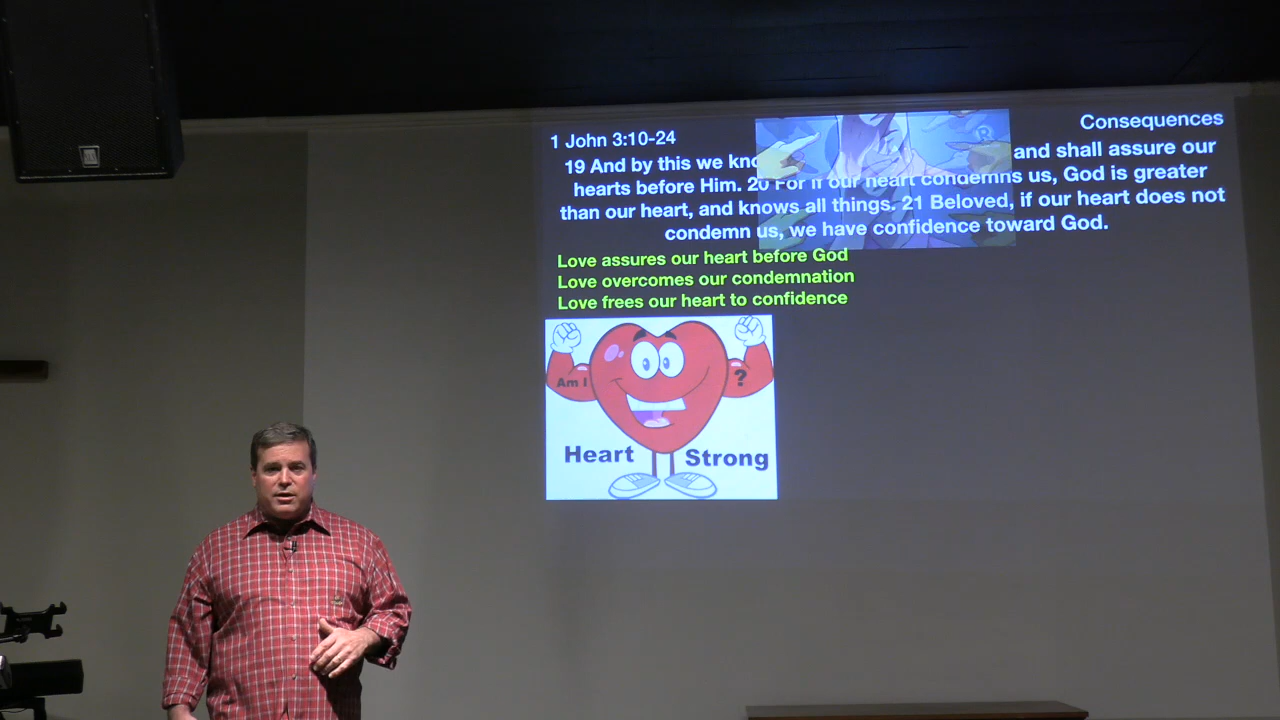 1 John 3:10-24
Consequences
19 And by this we kno and shall assure our
hearts before Him. 20 For if our heart condemns us, God is greater
than our heart, and knows all things. 21 Beloved, if our heart does not
condemn us, we have confidence toward God.
Love assures our heart before God
Love overcomes our condemnation
Love frees our heart to confidence
Am I ?
Heart Strong